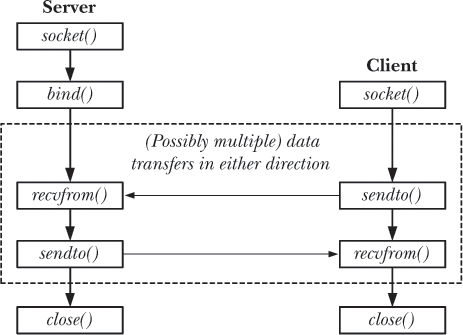 Server
socket()
bind()
Client
socket()
(Possibly multiple) data
transfers in either direction
recvfrom()
sendto()
sendto()
recvfrom()
close()
close()